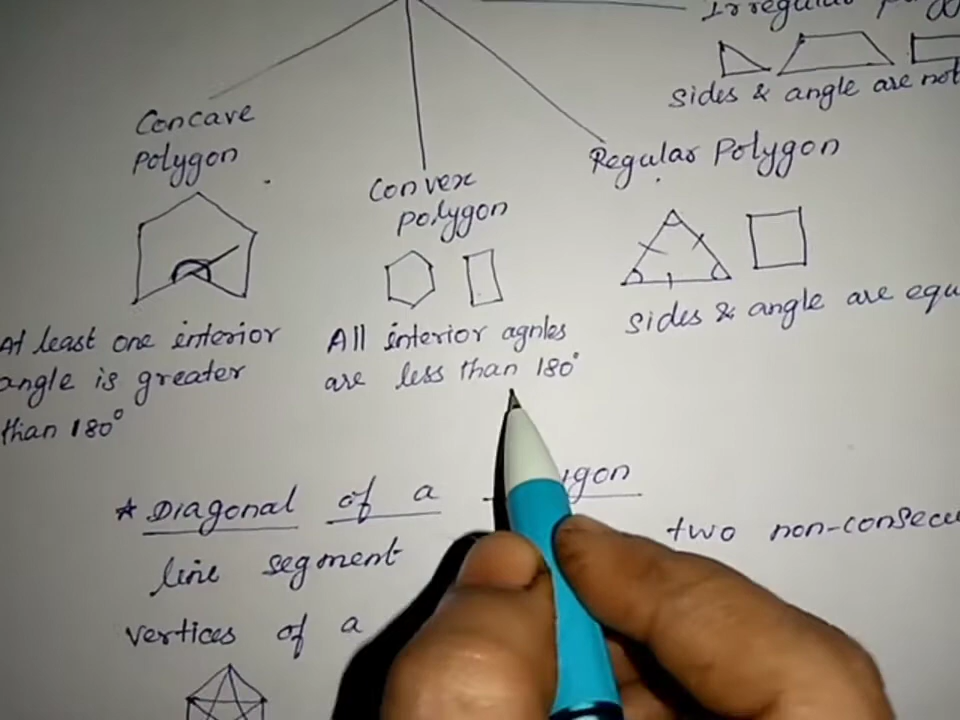 Irregular
sides & angle are not
Concave
polygon
Convex
polygon
Regular Polygon
At least one interior
angle is greater
than 180°
All interior agnles
are less than 180°
sides & angle are equ
* Diagonal of a
line segment two non-consecu
vertices of a